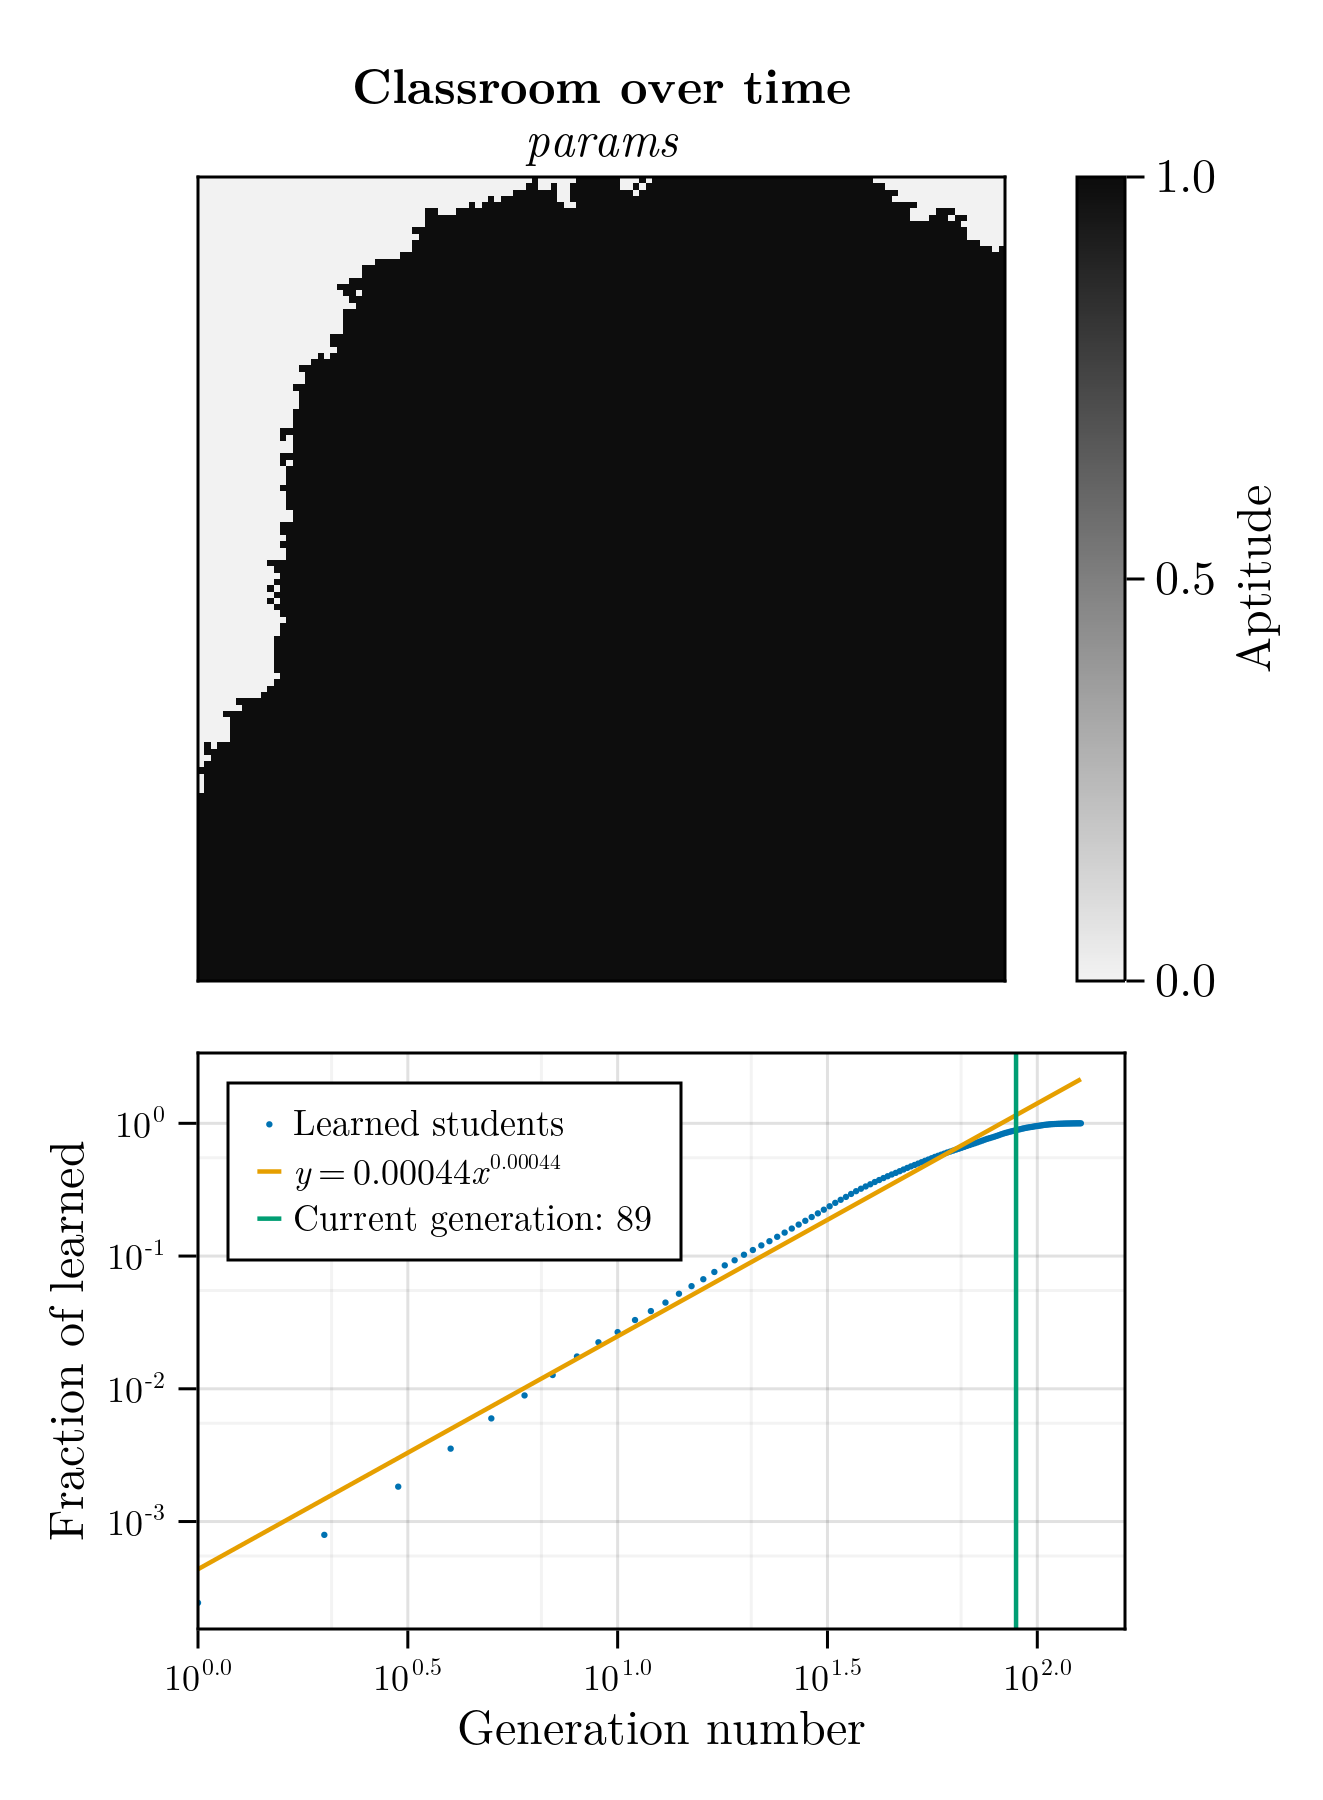 Classroom over time
params
1.0
0.5
0.0
Aptitude
Learned students
y = 0.00044x^0.00044
Current generation: 89
10^0
10^-1
10^-2
10^-3
Fraction of learned
10^0.0 10^0.5 10^1.0 10^1.5 10^2.0
Generation number